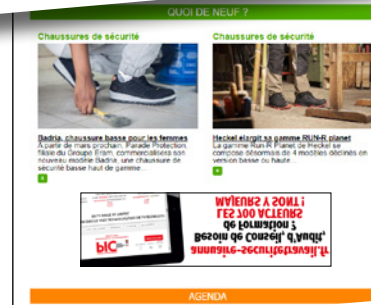 QUOI DE NEUF ?
Chaussures de sécurité
Badria, chaussure basse pour les femmes
A partir de mars prochain, Parade Protection,
filiale du Groupe Eram, commercialisera son
nouveau modèle Badria, une chaussure de
sécurité basse haut de gamme...
Chaussures de sécurité
Heckel élargit sa gamme RUN-R planet
La gamme Run-R Planet de Heckel se
compose désormais de 4 modèles déclinés en
version basse ou haute...
annuaire-securitetravail.fr
Besoin de Conseil, d'Audit,
de Formation ?
LES 300 ACTEURS
MAJEURS Y SONT !
PIC
AGENDA